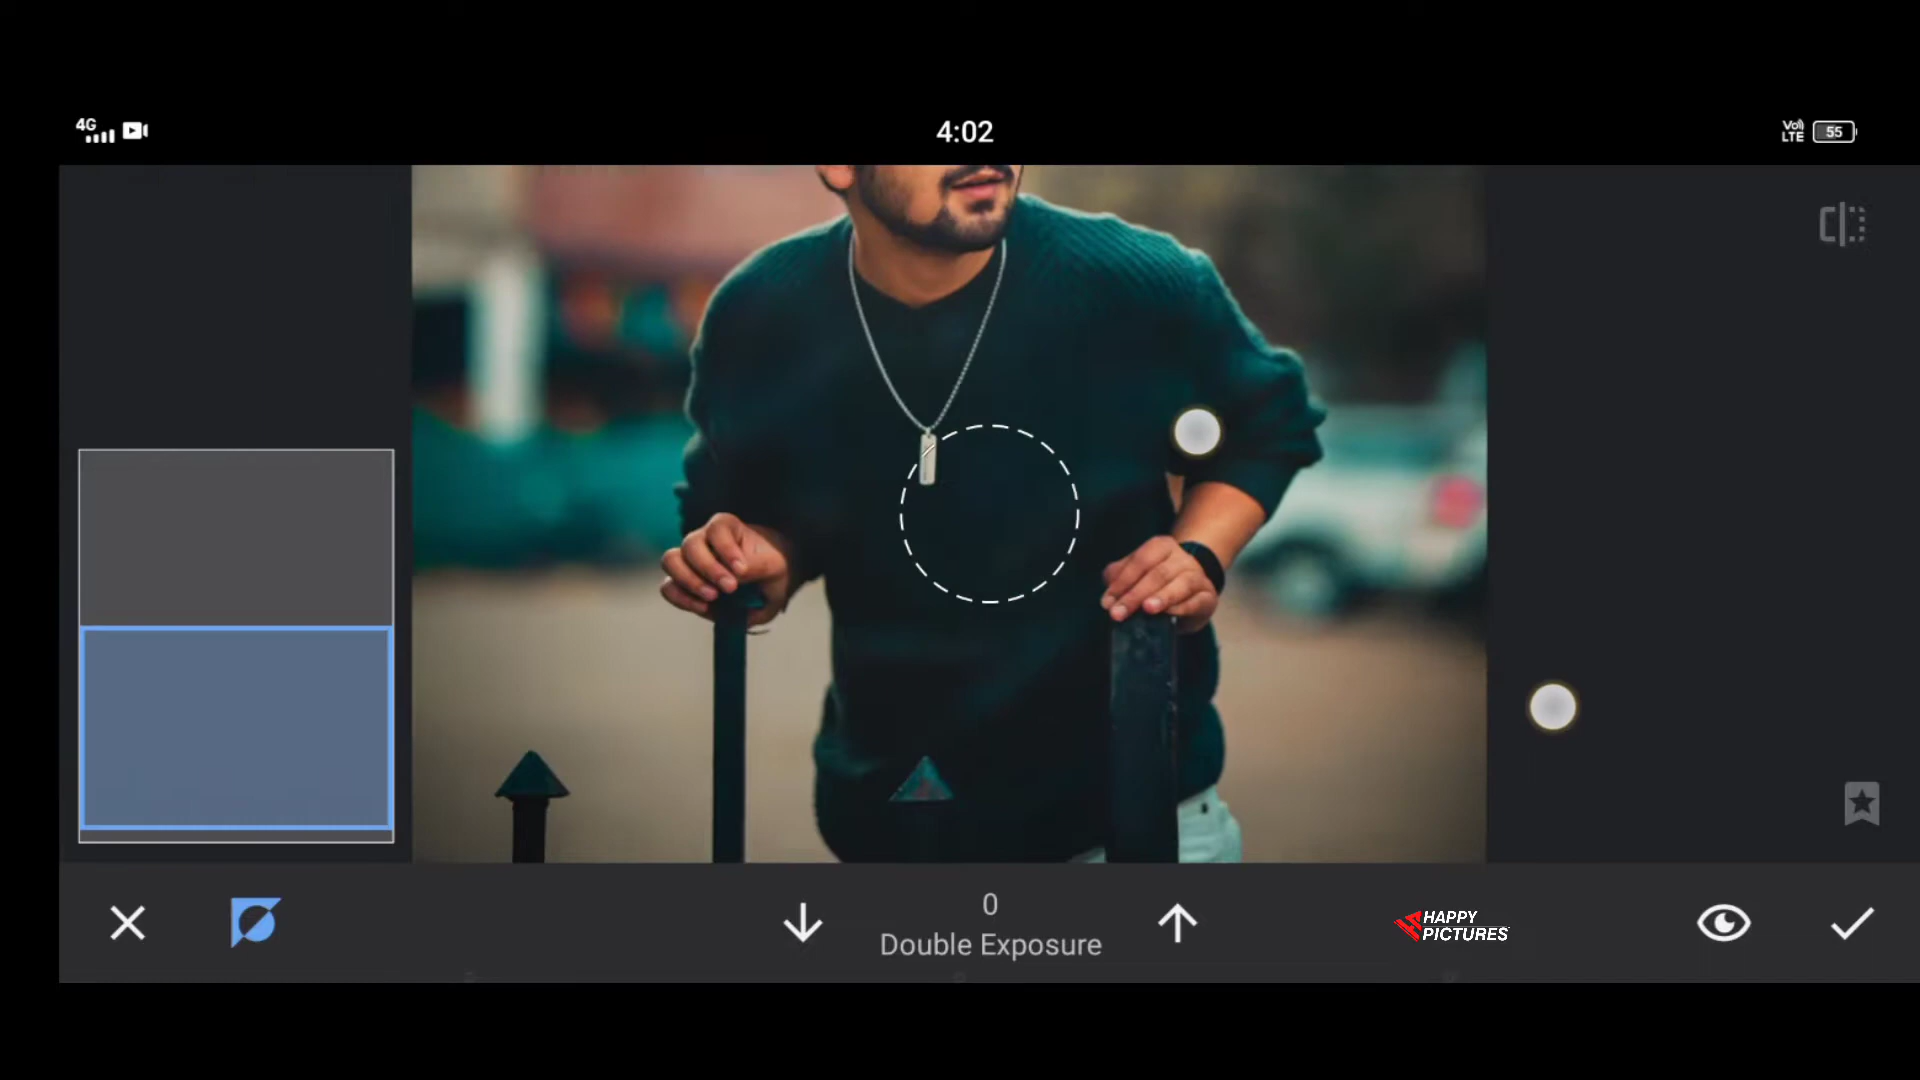 4G
4:02
Vo)
LTE
55
0
Double Exposure
HAPPY
PICTURES